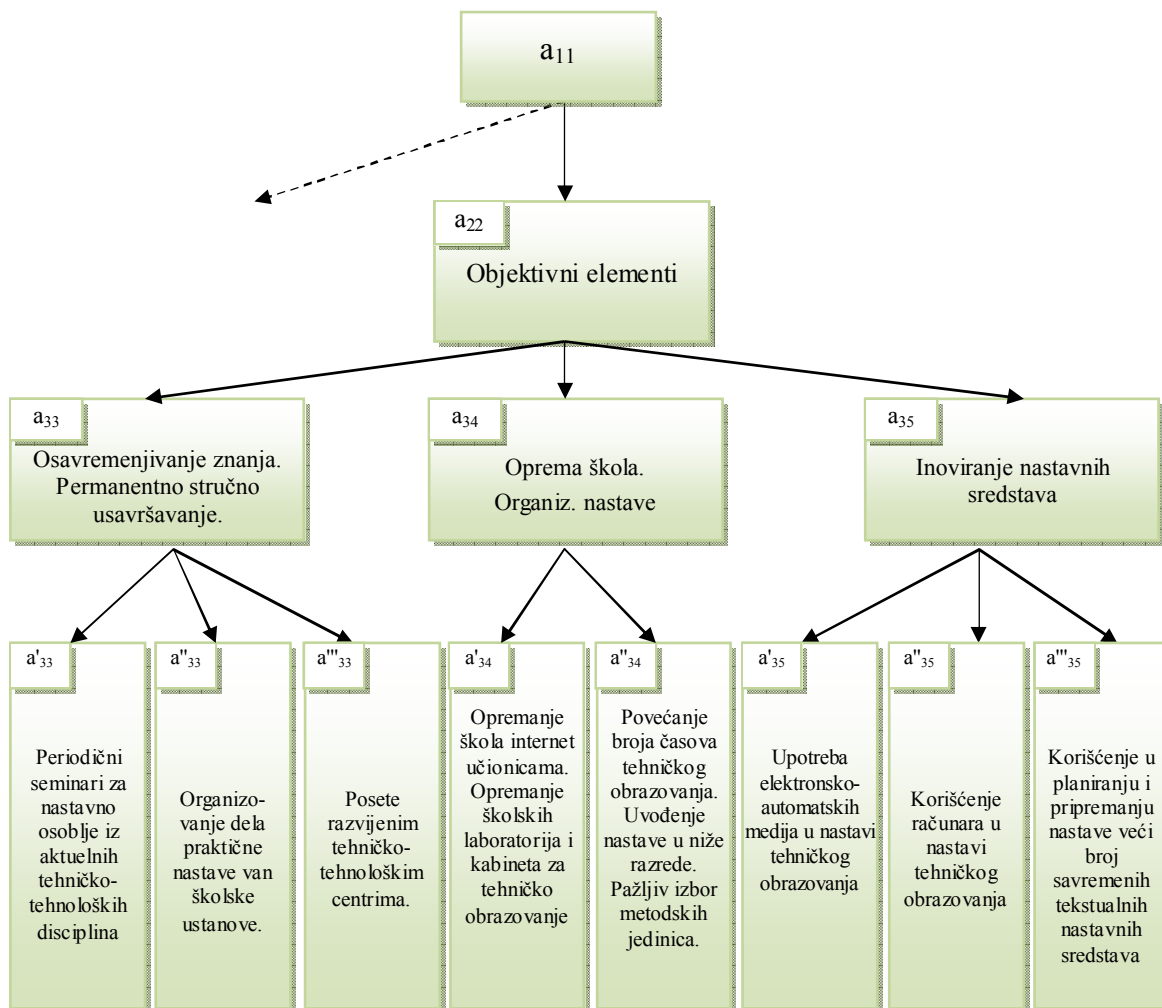 a₁₁
a₂₂
Objektivni elementi
a₃₃
Osavremenjivanje znanja.
Permanentno stručno
usavršavanje.
a₃₄
Oprema škola.
Organiz. nastave
a₃₅
Inoviranje nastavnih
sredstava
a'₃₃
Periodični
seminari za
nastavno
osoblje iz
aktuelnih
tehničko-
tehnoloških
disciplina
a''₃₃
Organizo-
vanje dela
praktične
nastave van
školske
ustanove.
a'''₃₃
Posete
razvijenim
tehničko-
tehnološkim
centrima.
a'₃₄
Opremanje
škola internet
učionicama.
Opremanje
školskih
laboratorija i
kabineta za
tehničko
obrazovanje
a''₃₄
Povećanje
broja časova
tehničkog
obrazovanja.
Uvođenje
nastave u niže
razrede.
Pažljiv izbor
metodskih
jedinica.
a'₃₅
Upotreba
elektronsko-
automatskih
medija u nastavi
tehničkog
obrazovanja
a''₃₅
Korišćenje
računara u
nastavi
tehničkog
obrazovanja
a'''₃₅
Korišćenje u
planiranju i
pripremanju
nastave veći
broj
savremenih
tekstualnih
nastavnih
sredstava